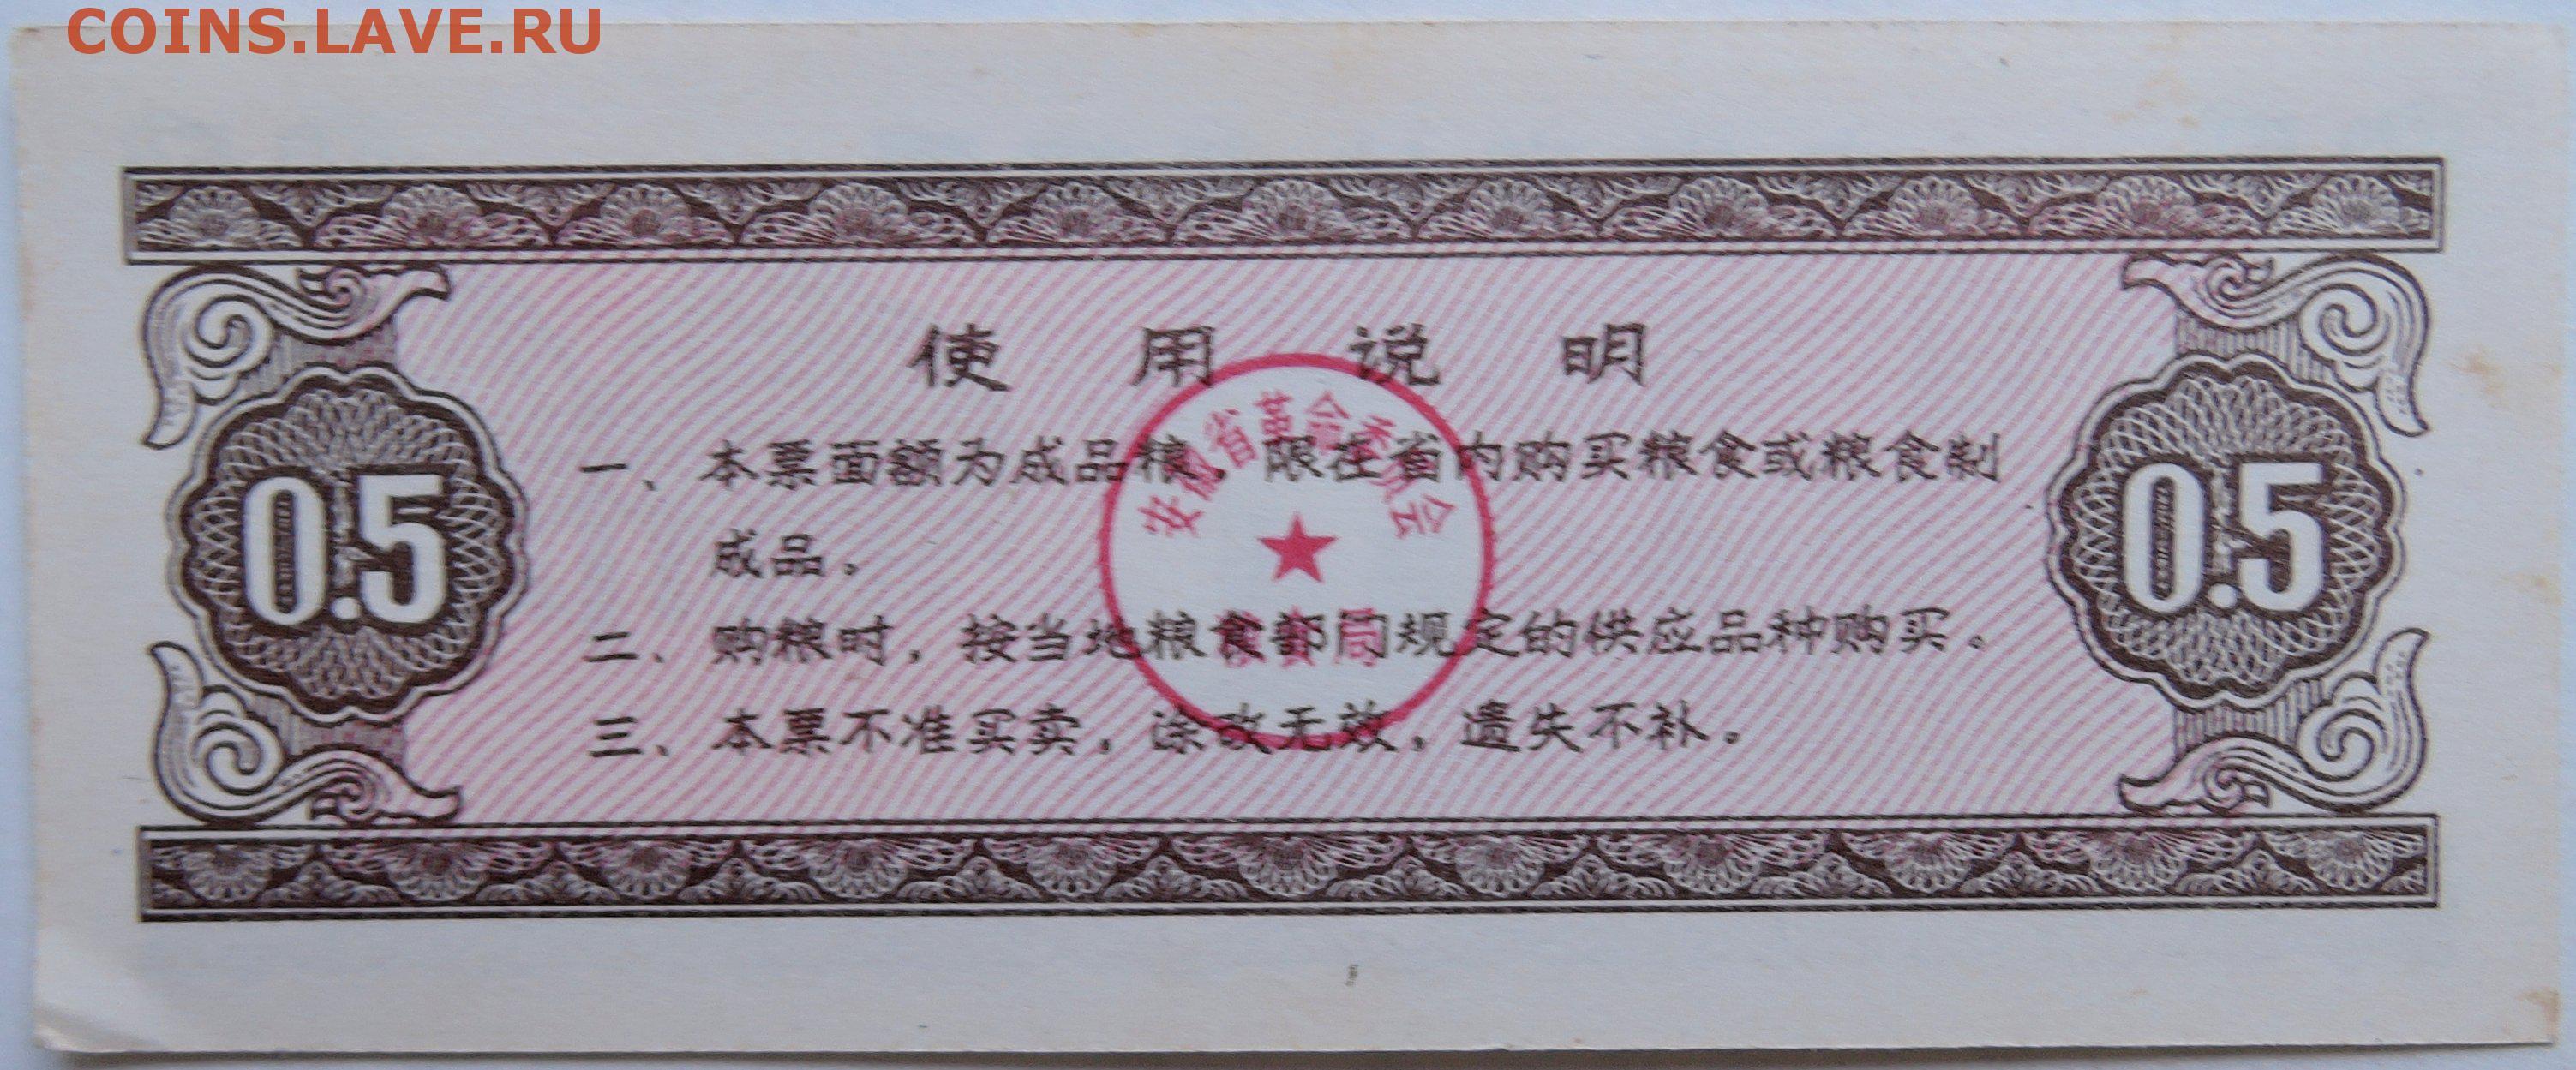 COINS.LAVE.RU
使用说明
一、本票面额为成品粮，限在省内购买粮食或粮食制
成品。
二、购粮时，按当地粮食部门规定的供应品种购买。
三、本票不准买卖，涂改无效，遗失不补。
安徽省革命委员会
粮食局
0.5
0.5